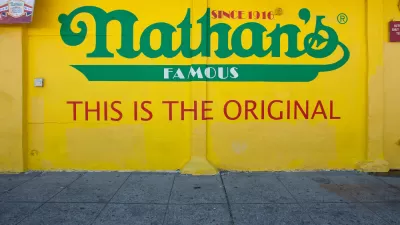 SINCE 1916
Nathan's®
FAMOUS
THIS IS THE ORIGINAL